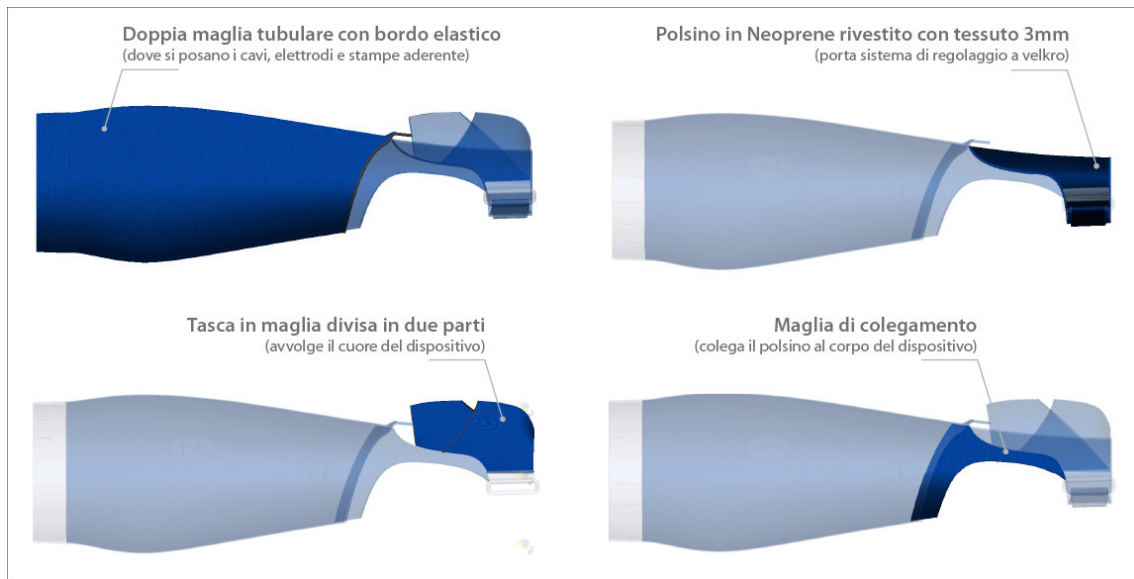 Doppia maglia tubulare con bordo elastico
(dove si posano i cavi, elettrodi e stampe aderente)
Polsino in Neoprene rivestito con tessuto 3mm
(porta sistema di regolaggio a velkro)
Tasca in maglia divisa in due parti
(avvolge il cuore del dispositivo)
Maglia di colegamento
(colega il polsino al corpo del dispositivo)